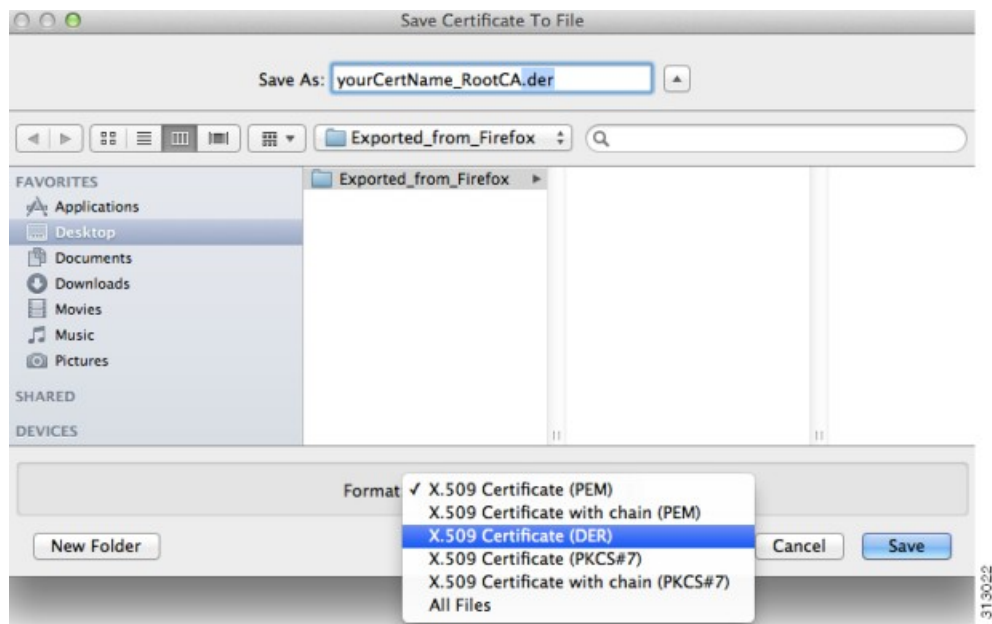 Save Certificate To File
Save As: yourCertName_RootCA.der
Exported_from_Firefox
FAVORITES
Exported_from_Firefox
Applications
Desktop
Documents
Downloads
Movies
Music
Pictures
SHARED
DEVICES
Format ✓ X.509 Certificate (PEM)
X.509 Certificate with chain (PEM)
X.509 Certificate (DER)
X.509 Certificate (PKCS#7)
X.509 Certificate with chain (PKCS#7)
All Files
New Folder
Cancel
Save
313022